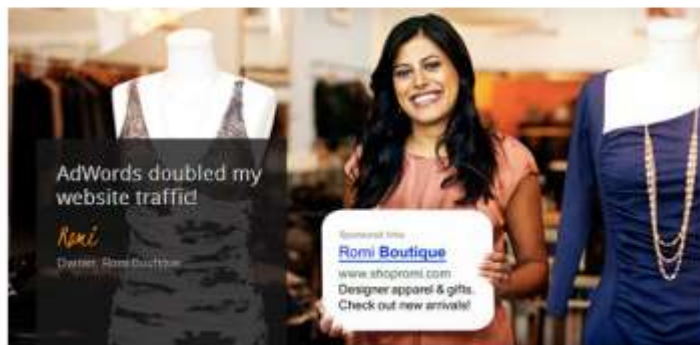 AdWords doubled my
website traffic!
Romi
Owner, Romi Boutique
Sponsored links
Romi Boutique
www.shopromi.com
Designer apparel & gifts.
Check out new arrivals!